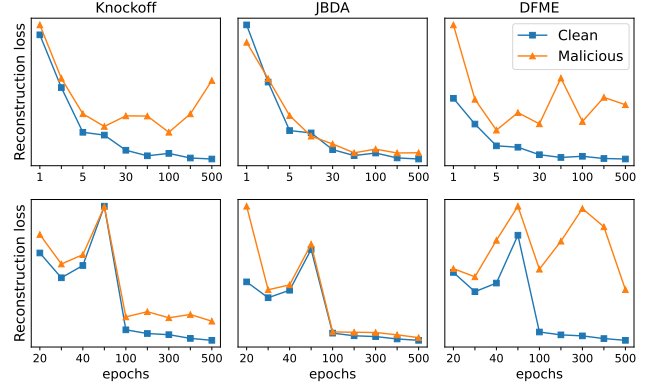 Knockoff JBDA DFME
Reconstruction loss
Clean
Malicious
1 5 30 100 500
1 5 30 100 500
1 5 30 100 500
Reconstruction loss
20 40 100 300 500
20 40 100 300 500
20 40 100 300 500
epochs epochs epochs